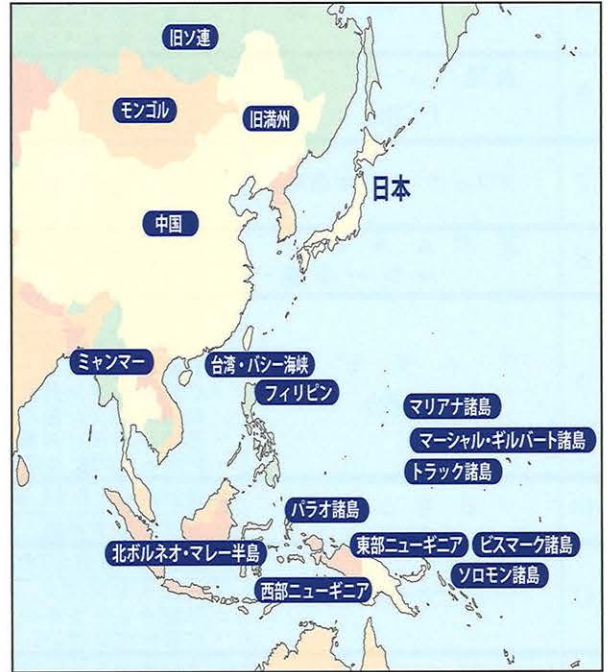 旧ソ連
モンゴル
旧満州
日本
中国
ミャンマー
台湾・バシー海峡
フィリピン
マリアナ諸島
マーシャル・ギルバート諸島
トラック諸島
パラオ諸島
北ボルネオ・マレー半島
東部ニューギニア
ビスマーク諸島
ソロモン諸島
西部ニューギニア